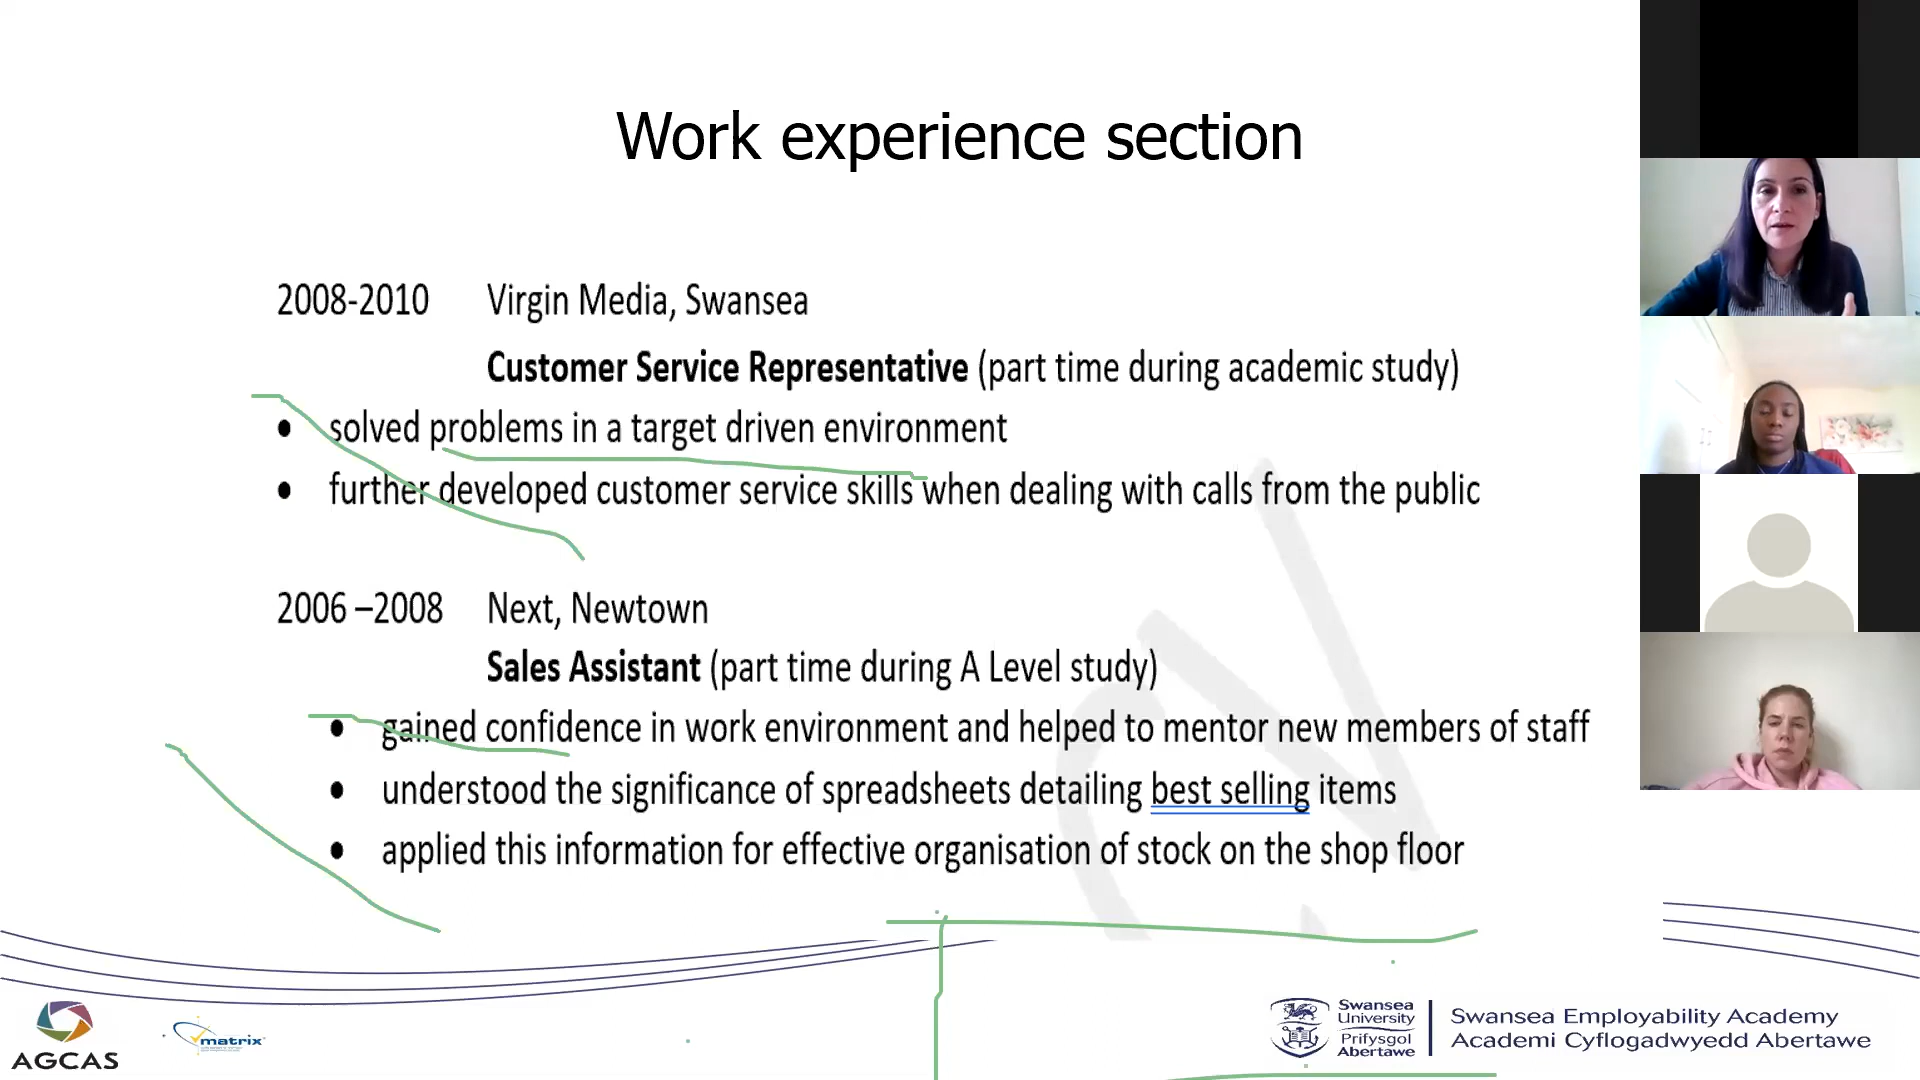 Work experience section
2008-2010 Virgin Media, Swansea
Customer Service Representative (part time during academic study)
• solved problems in a target driven environment
• further developed customer service skills when dealing with calls from the public
2006 –2008 Next, Newtown
Sales Assistant (part time during A Level study)
• gained confidence in work environment and helped to mentor new members of staff
• understood the significance of spreadsheets detailing best selling items
• applied this information for effective organisation of stock on the shop floor
AGCAS
matrix
Swansea
University
Prifysgol
Abertawe
Swansea Employability Academy
Academi Cyflogadwyedd Abertawe